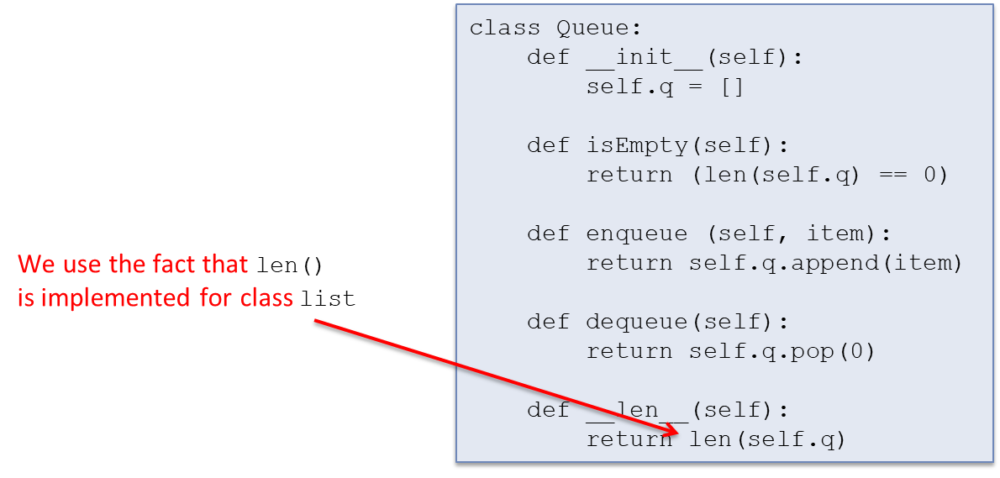 class Queue:
    def __init__(self):
        self.q = []
    def isEmpty(self):
        return (len(self.q) == 0)
    def enqueue (self, item):
        return self.q.append(item)
    def dequeue(self):
        return self.q.pop(0)
    def __len__(self):
        return len(self.q)
We use the fact that len()
is implemented for class list